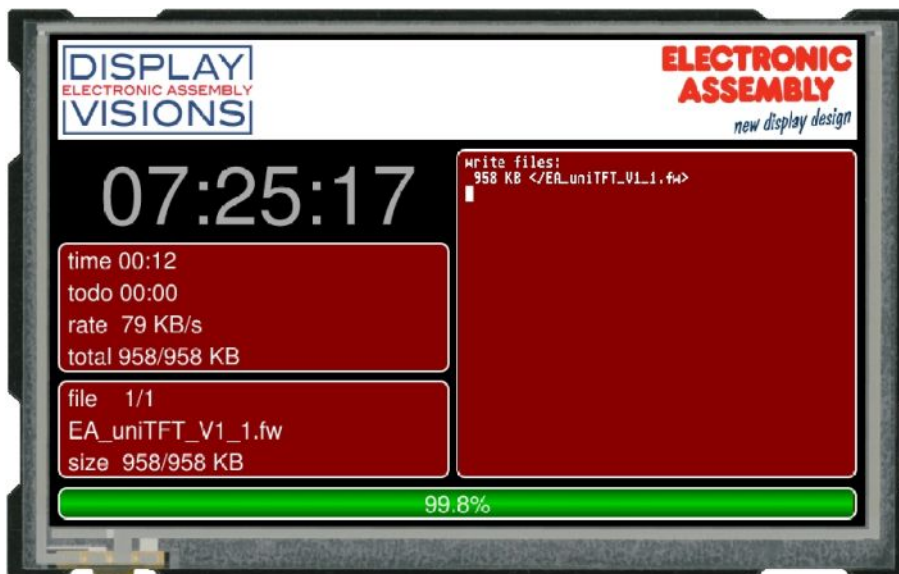 DISPLAY
ELECTRONIC ASSEMBLY
VISIONS
ELECTRONIC
ASSEMBLY
new display design
07:25:17
time 00:12
todo 00:00
rate 79 KB/s
total 958/958 KB
file 1/1
EA_uniTFT_V1_1.fw
size 958/958 KB
write files:
958 KB </EA_uniTFT_V1_1.fw>
99.8%